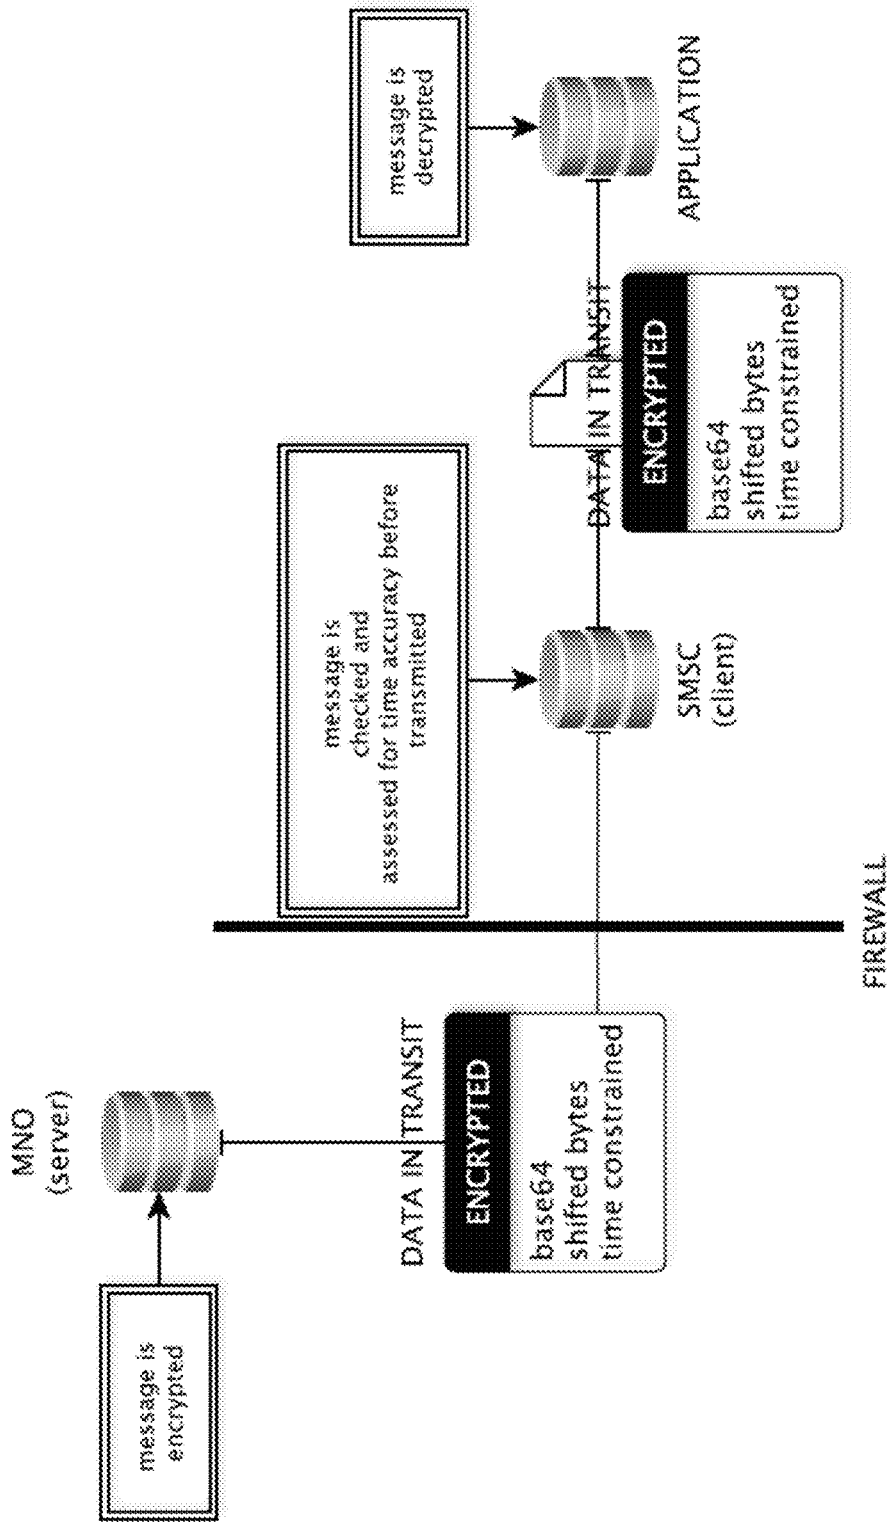 message is
encrypted
MNO
(server)
DATA IN TRANSIT
ENCRYPTED
base64
shifted bytes
time constrained
FIREWALL
message is
checked and
assessed for time accuracy before
transmitted
SMSC
(client)
DATA IN TRANSIT
ENCRYPTED
base64
shifted bytes
time constrained
message is
decrypted
APPLICATION